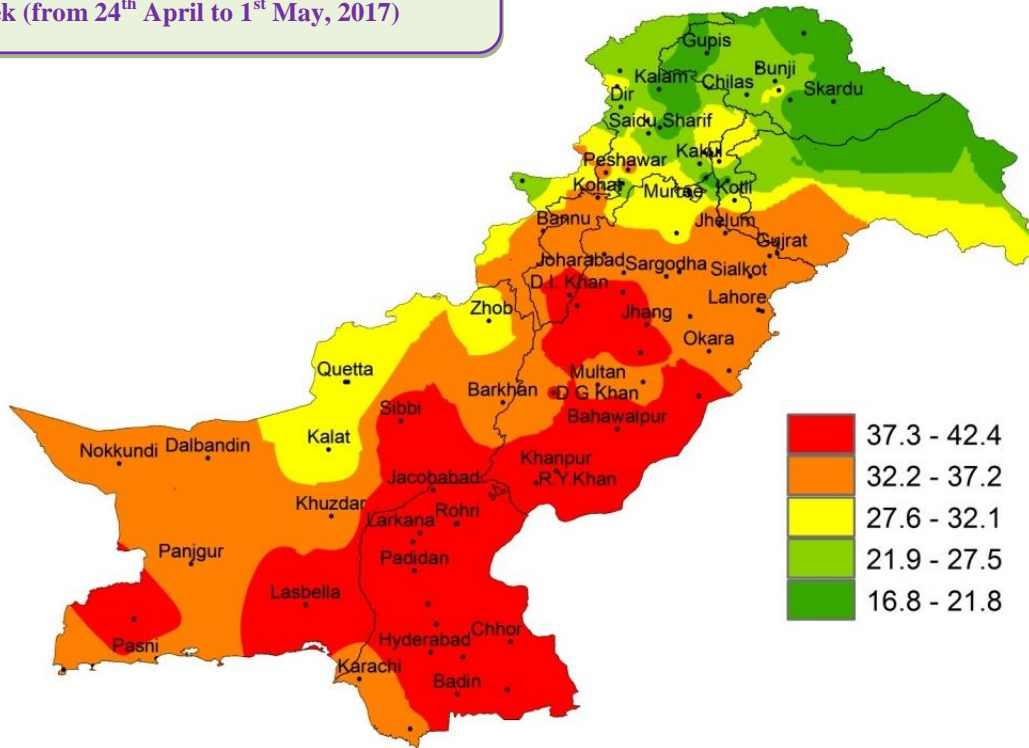 ek (from 24th April to 1st May, 2017)
Gupis
Kalam
Chilas
Bunji
Skardu
Dir
Saidu Sharif
Kakul
Peshawar
Kohat
Murree
Kotli
Bannu
Jhelum
Gujrat
Joharabad
Sargodha
Sialkot
D.I. Khan
Lahore
Zhob
Jhang
Okara
Quetta
Multan
Barkhan
D G Khan
Sibbi
Bahawalpur
Nokkundi
Dalbandin
Kalat
Khanpur
Jacobabad
R.Y.Khan
Khuzdar
Rohri
Larkana
Panjgur
Padidan
Lasbella
Chhor
Hyderabad
Pasni
Karachi
Badin
37.3 - 42.4
32.2 - 37.2
27.6 - 32.1
21.9 - 27.5
16.8 - 21.8